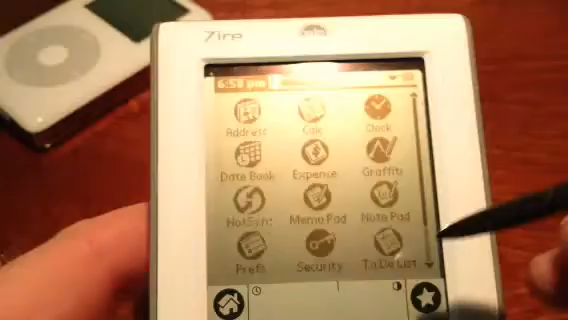 Zire
6:58 pm
Address Calc Clock
Date Book Expense Graffiti
HotSync Memo Pad Note Pad
Prefs Security To Do List